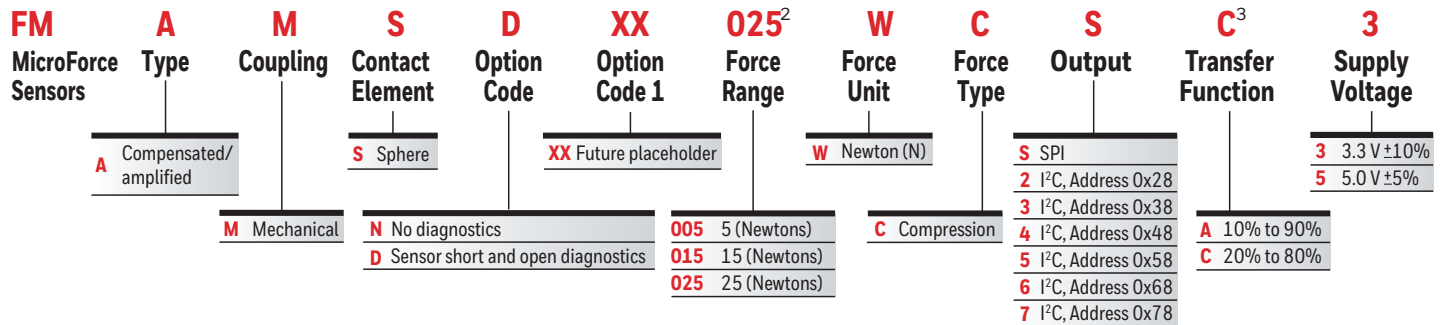 FM A M S D XX 025² W C S C³ 3
MicroForce Sensors
Type
Coupling
Contact Element
Option Code
Option Code 1
Force Range
Force Unit
Force Type
Output
Transfer Function
Supply Voltage
A Compensated/
amplified
M Mechanical
S Sphere
N No diagnostics
D Sensor short and open diagnostics
XX Future placeholder
005 5 (Newtons)
015 15 (Newtons)
025 25 (Newtons)
W Newton (N)
C Compression
S SPI
2 I²C, Address 0x28
3 I²C, Address 0x38
4 I²C, Address 0x48
5 I²C, Address 0x58
6 I²C, Address 0x68
7 I²C, Address 0x78
A 10% to 90%
C 20% to 80%
3 3.3 V ±10%
5 5.0 V ±5%